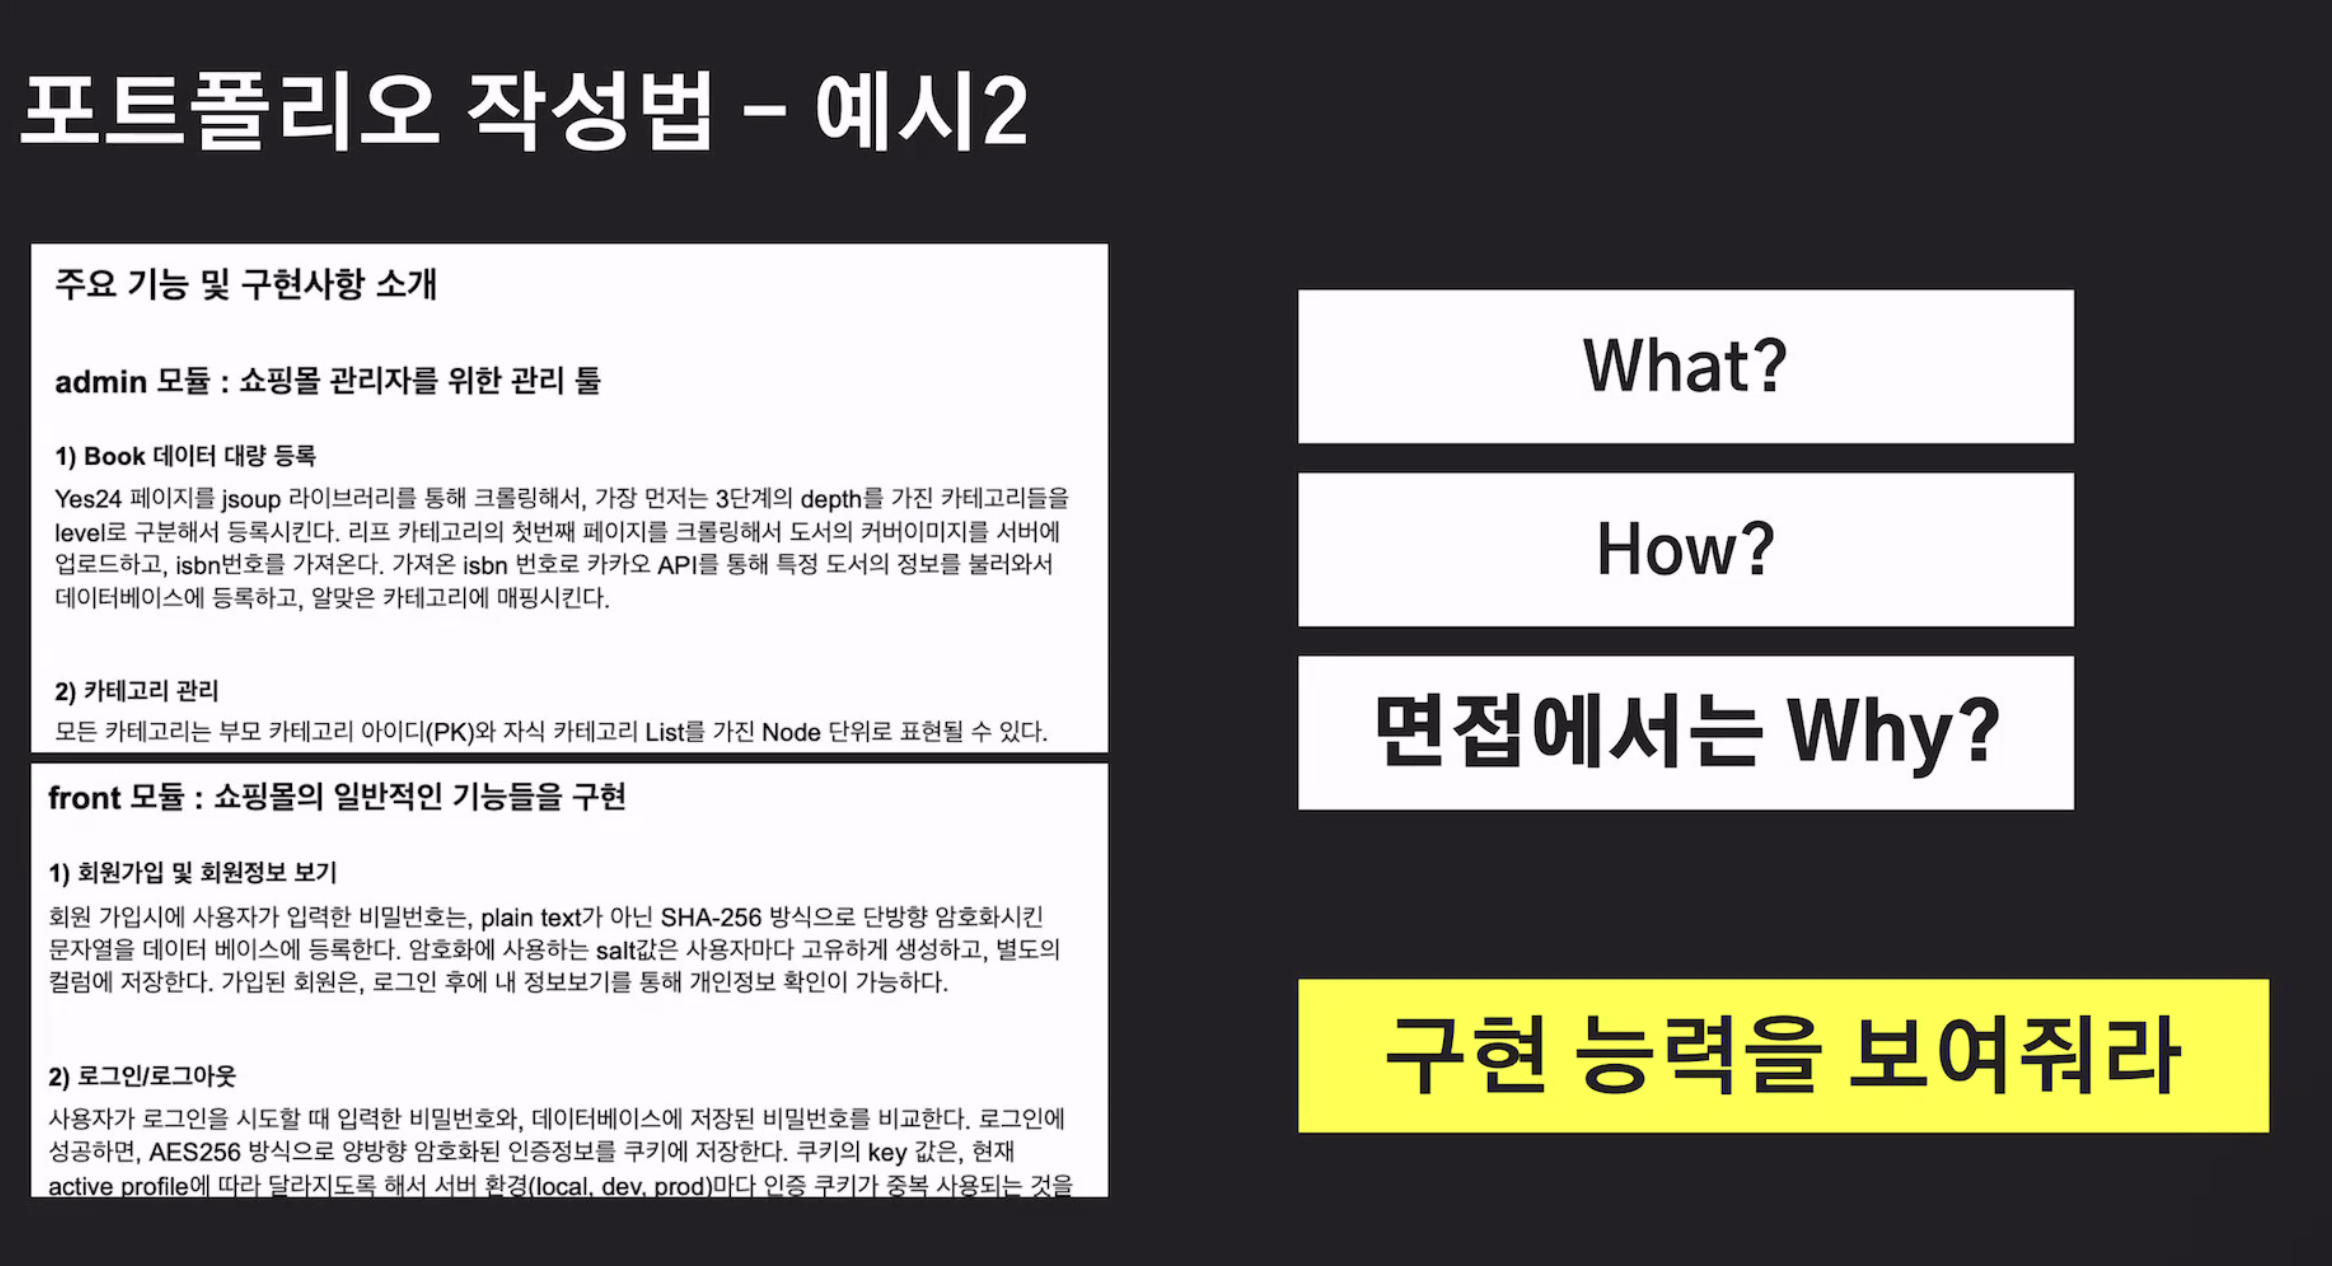 포트폴리오 작성법 - 예시2
주요 기능 및 구현사항 소개
admin 모듈 : 쇼핑몰 관리자를 위한 관리 툴
1) Book 데이터 대량 등록
Yes24 페이지를 jsoup 라이브러리를 통해 크롤링해서, 가장 먼저는 3단계의 depth를 가진 카테고리들을
level로 구분해서 등록시킨다. 리프 카테고리의 첫번째 페이지를 크롤링해서 도서의 커버이미지를 서버에
업로드하고, isbn번호를 가져온다. 가져온 isbn 번호로 카카오 API를 통해 특정 도서의 정보를 불러와서
데이터베이스에 등록하고, 알맞은 카테고리에 매핑시킨다.
2) 카테고리 관리
모든 카테고리는 부모 카테고리 아이디(PK)와 자식 카테고리 List를 가진 Node 단위로 표현될 수 있다.
front 모듈 : 쇼핑몰의 일반적인 기능들을 구현
1) 회원가입 및 회원정보 보기
회원 가입시에 사용자가 입력한 비밀번호는, plain text가 아닌 SHA-256 방식으로 단방향 암호화시킨
문자열을 데이터 베이스에 등록한다. 암호화에 사용하는 salt값은 사용자마다 고유하게 생성하고, 별도의
컬럼에 저장한다. 가입된 회원은, 로그인 후에 내 정보보기를 통해 개인정보 확인이 가능하다.
2) 로그인/로그아웃
사용자가 로그인을 시도할 때 입력한 비밀번호와, 데이터베이스에 저장된 비밀번호를 비교한다. 로그인에
성공하면, AES256 방식으로 양방향 암호화된 인증정보를 쿠키에 저장한다. 쿠키의 key 값은, 현재
active profile에 따라 달라지도록 해서 서버 환경(local, dev, prod)마다 인증 쿠키가 중복 사용되는 것을
What?
How?
면접에서는 Why?
구현 능력을 보여줘라